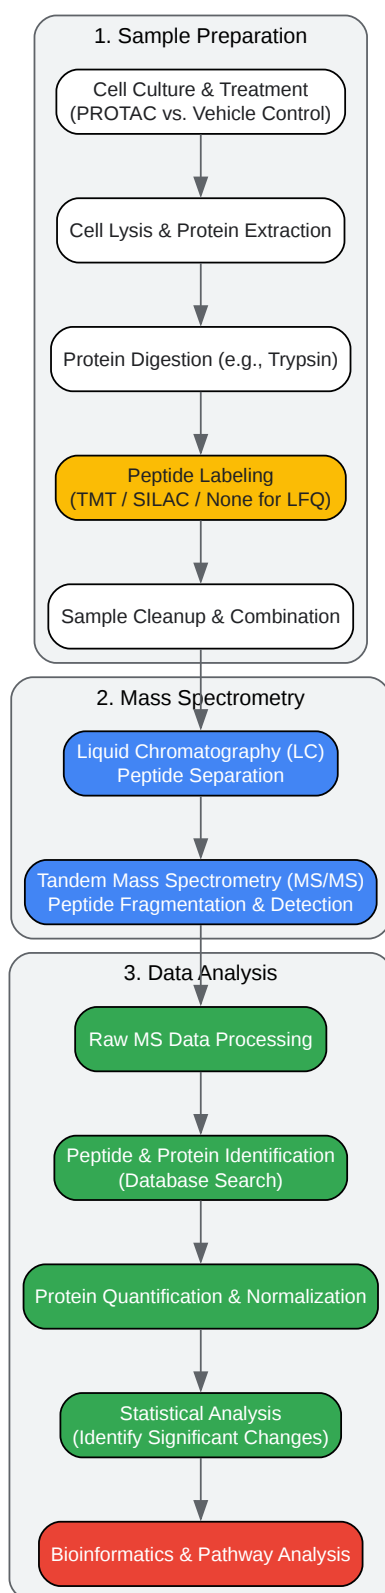 1. Sample Preparation
Cell Culture & Treatment
(PROTAC vs. Vehicle Control)
Cell Lysis & Protein Extraction
Protein Digestion (e.g., Trypsin)
Peptide Labeling
(TMT / SILAC / None for LFQ)
Sample Cleanup & Combination
2. Mass Spectrometry
Liquid Chromatography (LC)
Peptide Separation
Tandem Mass Spectrometry (MS/MS)
Peptide Fragmentation & Detection
3. Data Analysis
Raw MS Data Processing
Peptide & Protein Identification
(Database Search)
Protein Quantification & Normalization
Statistical Analysis
(Identify Significant Changes)
Bioinformatics & Pathway Analysis